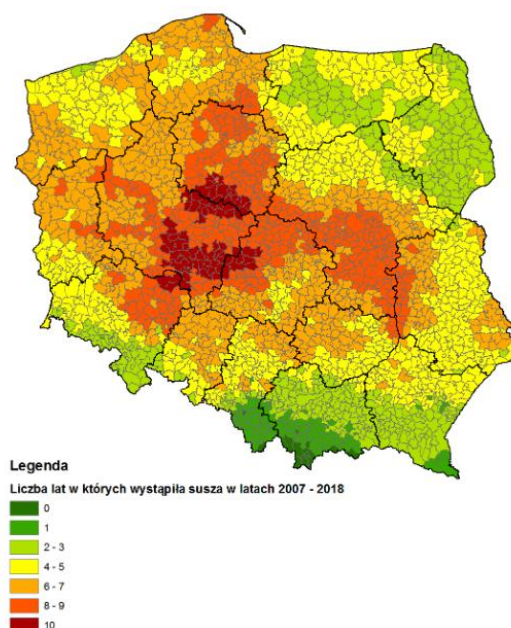 Legenda
Liczba lat w których wystąpiła susza w latach 2007 - 2018
0
1
2 - 3
4 - 5
6 - 7
8 - 9
10